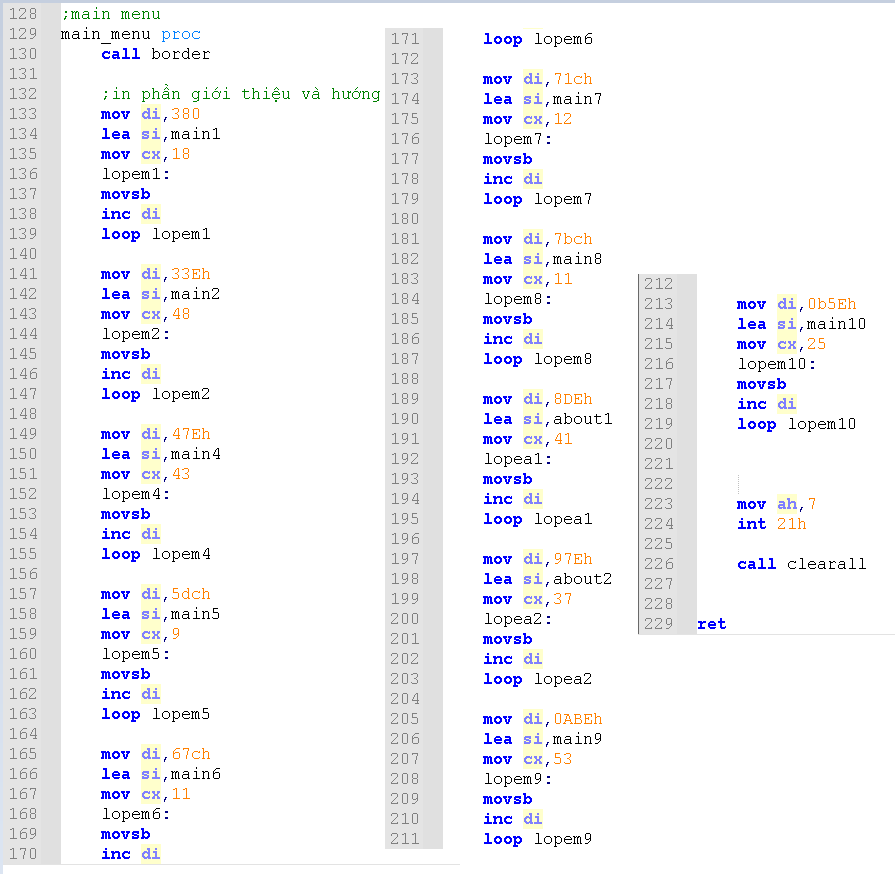 128 ;main menu
129 main_menu proc
130 call border
131
132 ;in phần giới thiệu và hướng
133 mov di,380
134 lea si,main1
135 mov cx,18
136 lopem1:
137 movsb
138 inc di
139 loop lopem1
140
141 mov di,33Eh
142 lea si,main2
143 mov cx,48
144 lopem2:
145 movsb
146 inc di
147 loop lopem2
148
149 mov di,47Eh
150 lea si,main4
151 mov cx,43
152 lopem4:
153 movsb
154 inc di
155 loop lopem4
156
157 mov di,5dch
158 lea si,main5
159 mov cx,9
160 lopem5:
161 movsb
162 inc di
163 loop lopem5
164
165 mov di,67ch
166 lea si,main6
167 mov cx,11
168 lopem6:
169 movsb
170 inc di
171 loop lopem6
172
173 mov di,71ch
174 lea si,main7
175 mov cx,12
176 lopem7:
177 movsb
178 inc di
179 loop lopem7
180
181 mov di,7bch
182 lea si,main8
183 mov cx,11
184 lopem8:
185 movsb
186 inc di
187 loop lopem8
188
189 mov di,8DEh
190 lea si,about1
191 mov cx,41
192 lopea1:
193 movsb
194 inc di
195 loop lopea1
196
197 mov di,97Eh
198 lea si,about2
199 mov cx,37
200 lopea2:
201 movsb
202 inc di
203 loop lopea2
204
205 mov di,0ABEh
206 lea si,main9
207 mov cx,53
208 lopem9:
209 movsb
210 inc di
211 loop lopem9
212
213 mov di,0b5Eh
214 lea si,main10
215 mov cx,25
216 lopem10:
217 movsb
218 inc di
219 loop lopem10
220
221
222
223 mov ah,7
224 int 21h
225
226 call clearall
227
228
229 ret